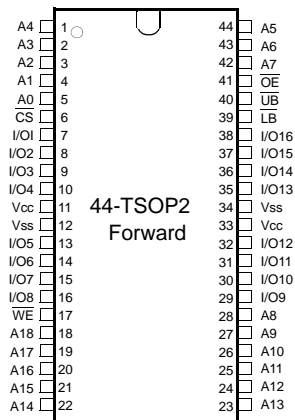 A4 1 44 A5
A3 2 43 A6
A2 3 42 A7
A1 4 41 OE
A0 5 40 UB
CS 6 39 LB
I/OI 7 38 I/O16
I/O2 8 37 I/O15
I/O3 9 36 I/O14
I/O4 10 35 I/O13
Vcc 11 44-TSOP2 34 Vss
Vss 12 Forward 33 Vcc
I/O5 13 32 I/O12
I/O6 14 31 I/O11
I/O7 15 30 I/O10
I/O8 16 29 I/O9
WE 17 28 A8
A18 18 27 A9
A17 19 26 A10
A16 20 25 A11
A15 21 24 A12
A14 22 23 A13